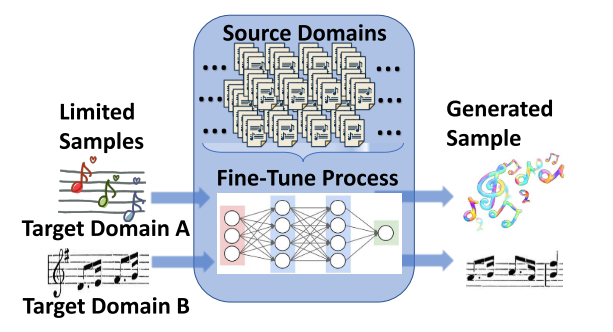 Source Domains
Limited
Samples
Generated
Sample
Fine-Tune Process
Target Domain A
Target Domain B